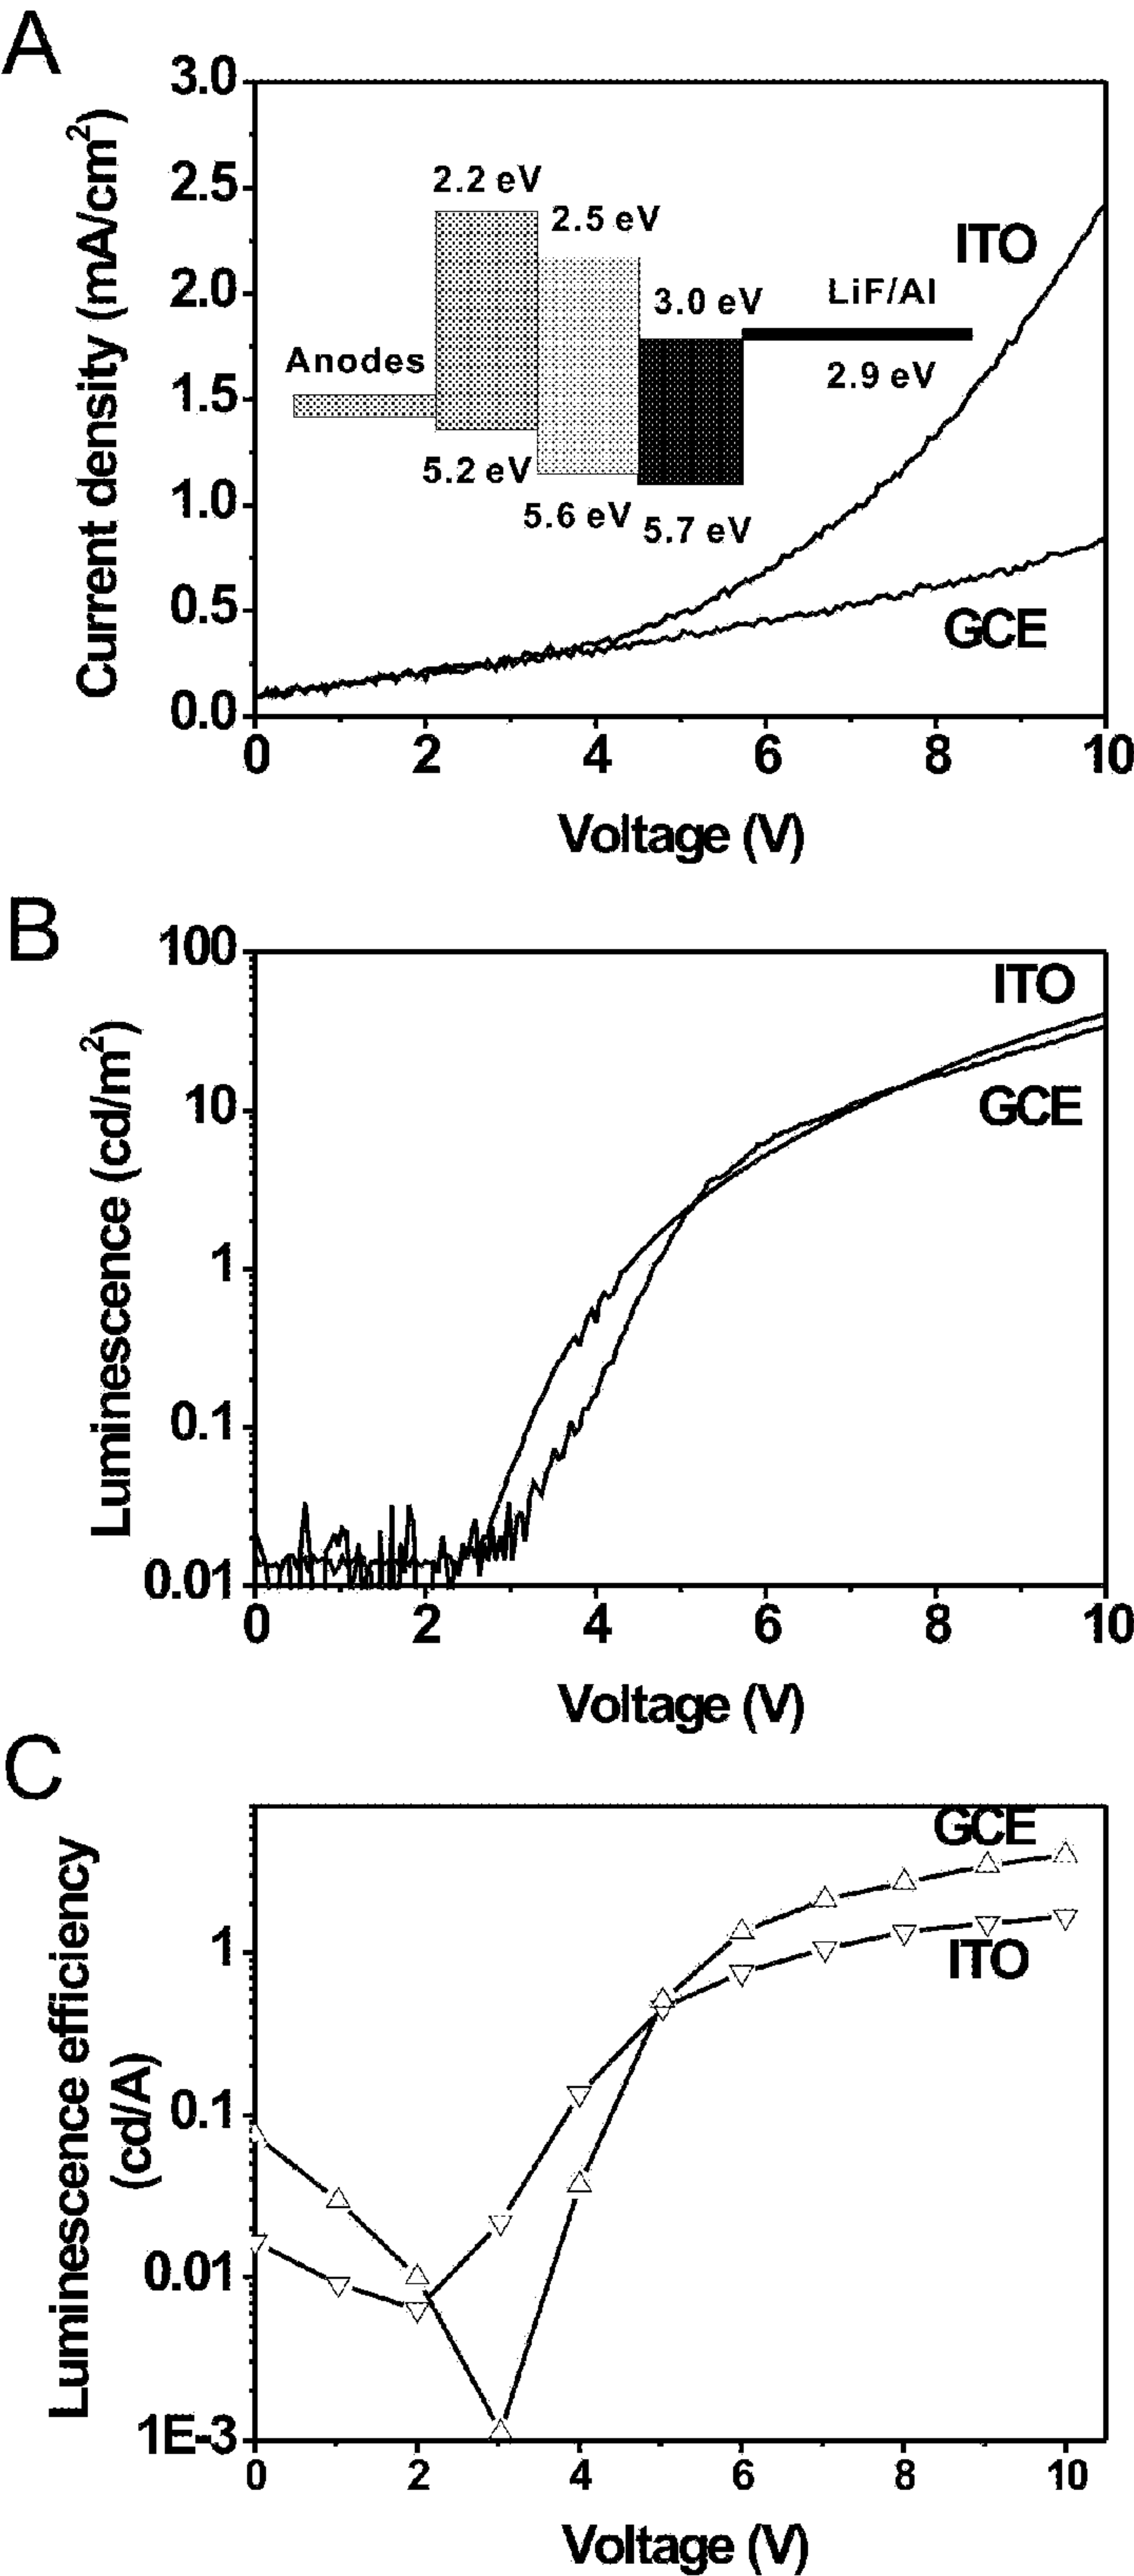 A
3.0
2.5
2.0
1.5
1.0
0.5
0.0
Current density (mA/cm²)
2.2 eV
2.5 eV
3.0 eV
LiF/Al
2.9 eV
Anodes
5.2 eV
5.6 eV
5.7 eV
ITO
GCE
0 2 4 6 8 10
Voltage (V)
B
100
10
1
0.1
0.01
Luminescence (cd/m²)
ITO
GCE
0 2 4 6 8 10
Voltage (V)
C
1
0.1
0.01
1E-3
Luminescence efficiency
(cd/A)
GCE
ITO
0 2 4 6 8 10
Voltage (V)